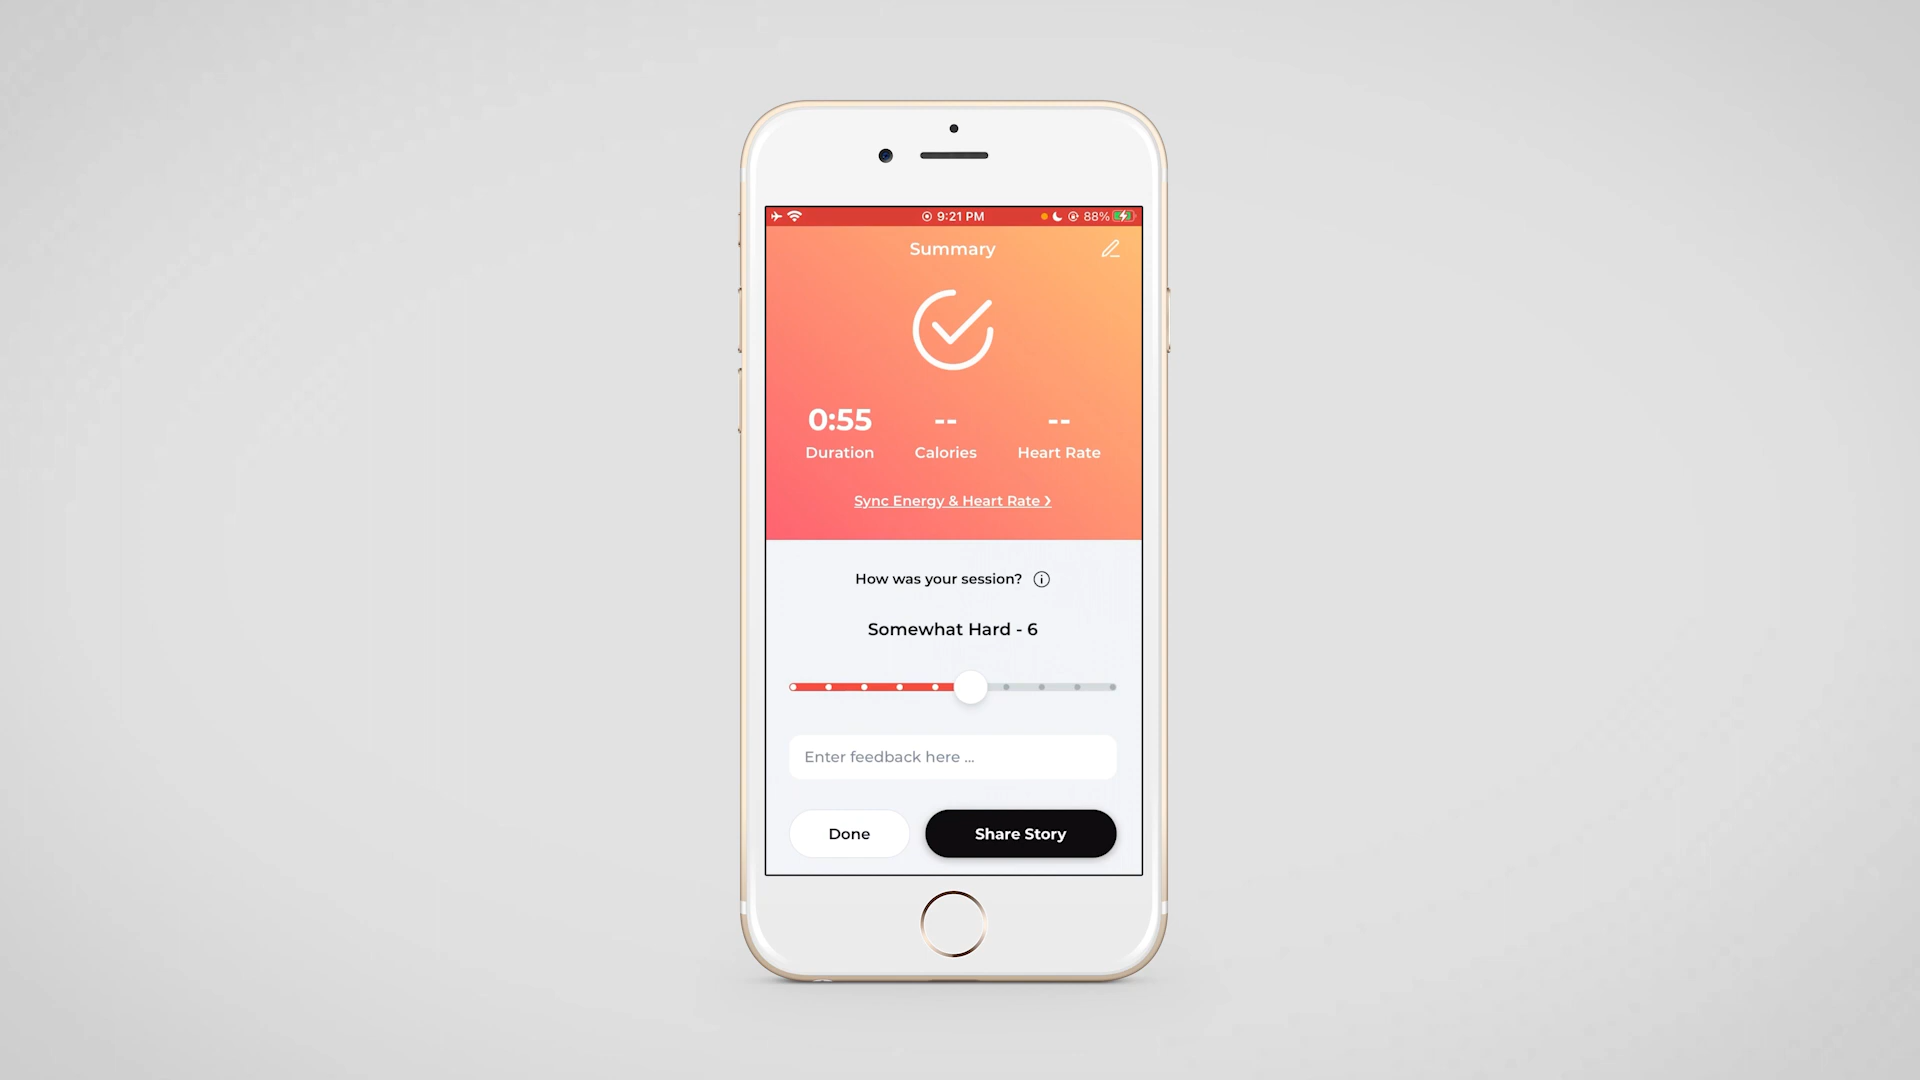 9:21 PM
88%
Summary
0:55
--
--
Duration
Calories
Heart Rate
Sync Energy & Heart Rate ›
How was your session?
Somewhat Hard - 6
Enter feedback here ...
Done
Share Story